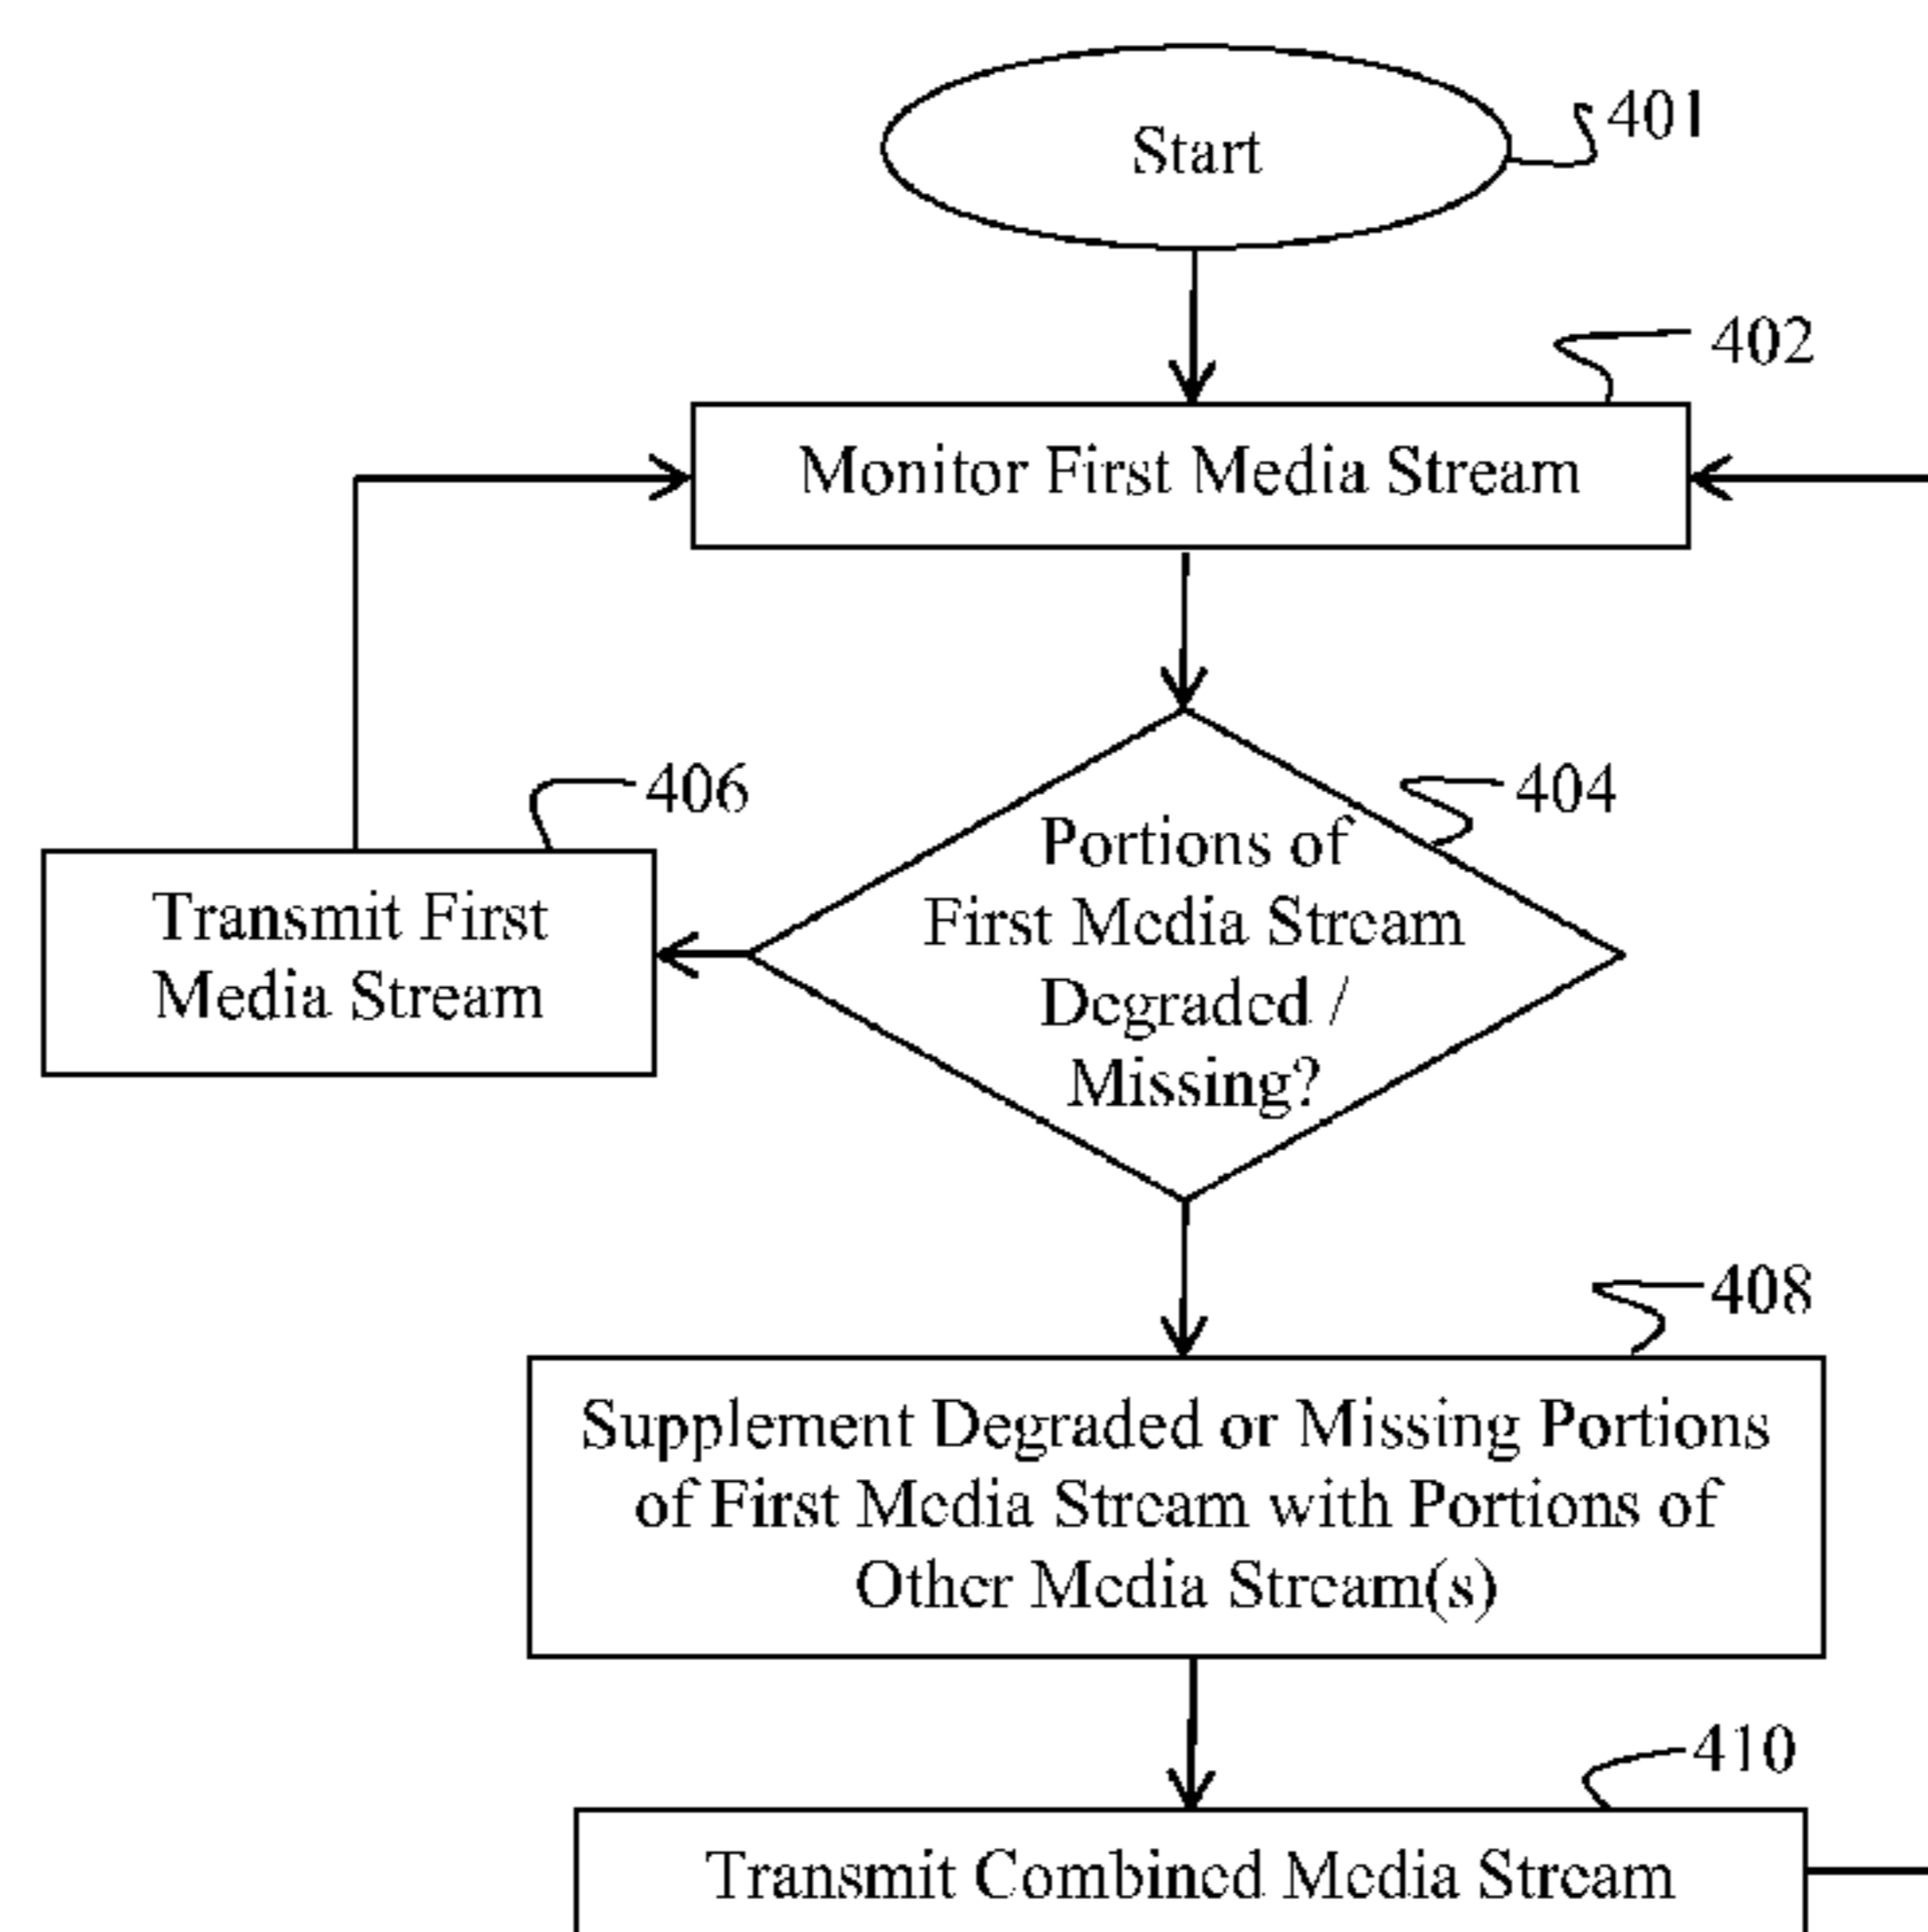 Start
401
402
Monitor First Media Stream
406
404
Transmit First
Media Stream
Portions of
First Media Stream
Degraded /
Missing?
408
Supplement Degraded or Missing Portions
of First Media Stream with Portions of
Other Media Stream(s)
410
Transmit Combined Media Stream